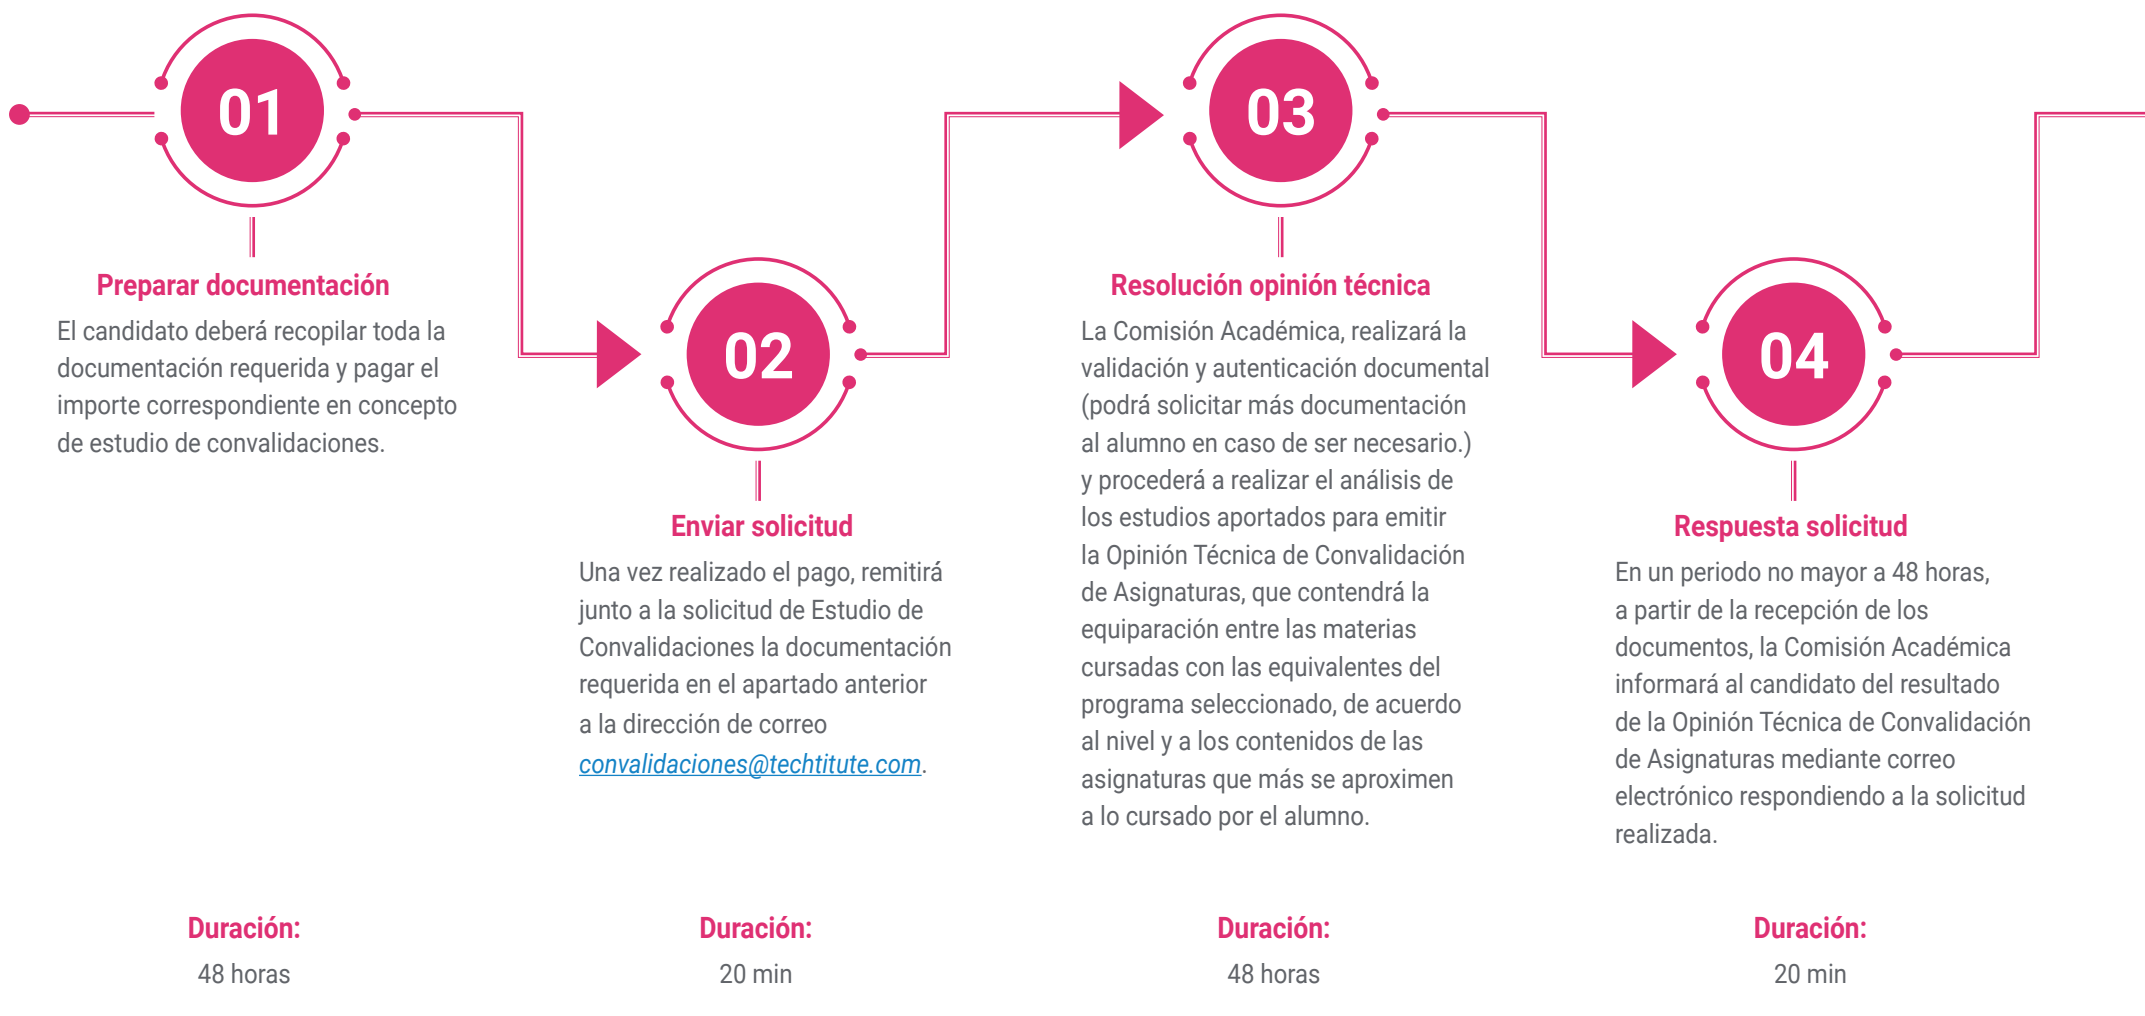 01
Preparar documentación
El candidato deberá recopilar toda la
documentación requerida y pagar el
importe correspondiente en concepto
de estudio de convalidaciones.
Duración:
48 horas
02
Enviar solicitud
Una vez realizado el pago, remitirá
junto a la solicitud de Estudio de
Convalidaciones la documentación
requerida en el apartado anterior
a la dirección de correo
convalidaciones@techtitute.com.
Duración:
20 min
03
Resolución opinión técnica
La Comisión Académica, realizará la
validación y autenticación documental
(podrá solicitar más documentación
al alumno en caso de ser necesario.)
y procederá a realizar el análisis de
los estudios aportados para emitir
la Opinión Técnica de Convalidación
de Asignaturas, que contendrá la
equiparación entre las materias
cursadas con las equivalentes del
programa seleccionado, de acuerdo
al nivel y a los contenidos de las
asignaturas que más se aproximen
a lo cursado por el alumno.
Duración:
48 horas
04
Respuesta solicitud
En un periodo no mayor a 48 horas,
a partir de la recepción de los
documentos, la Comisión Académica
informará al candidato del resultado
de la Opinión Técnica de Convalidación
de Asignaturas mediante correo
electrónico respondiendo a la solicitud
realizada.
Duración:
20 min